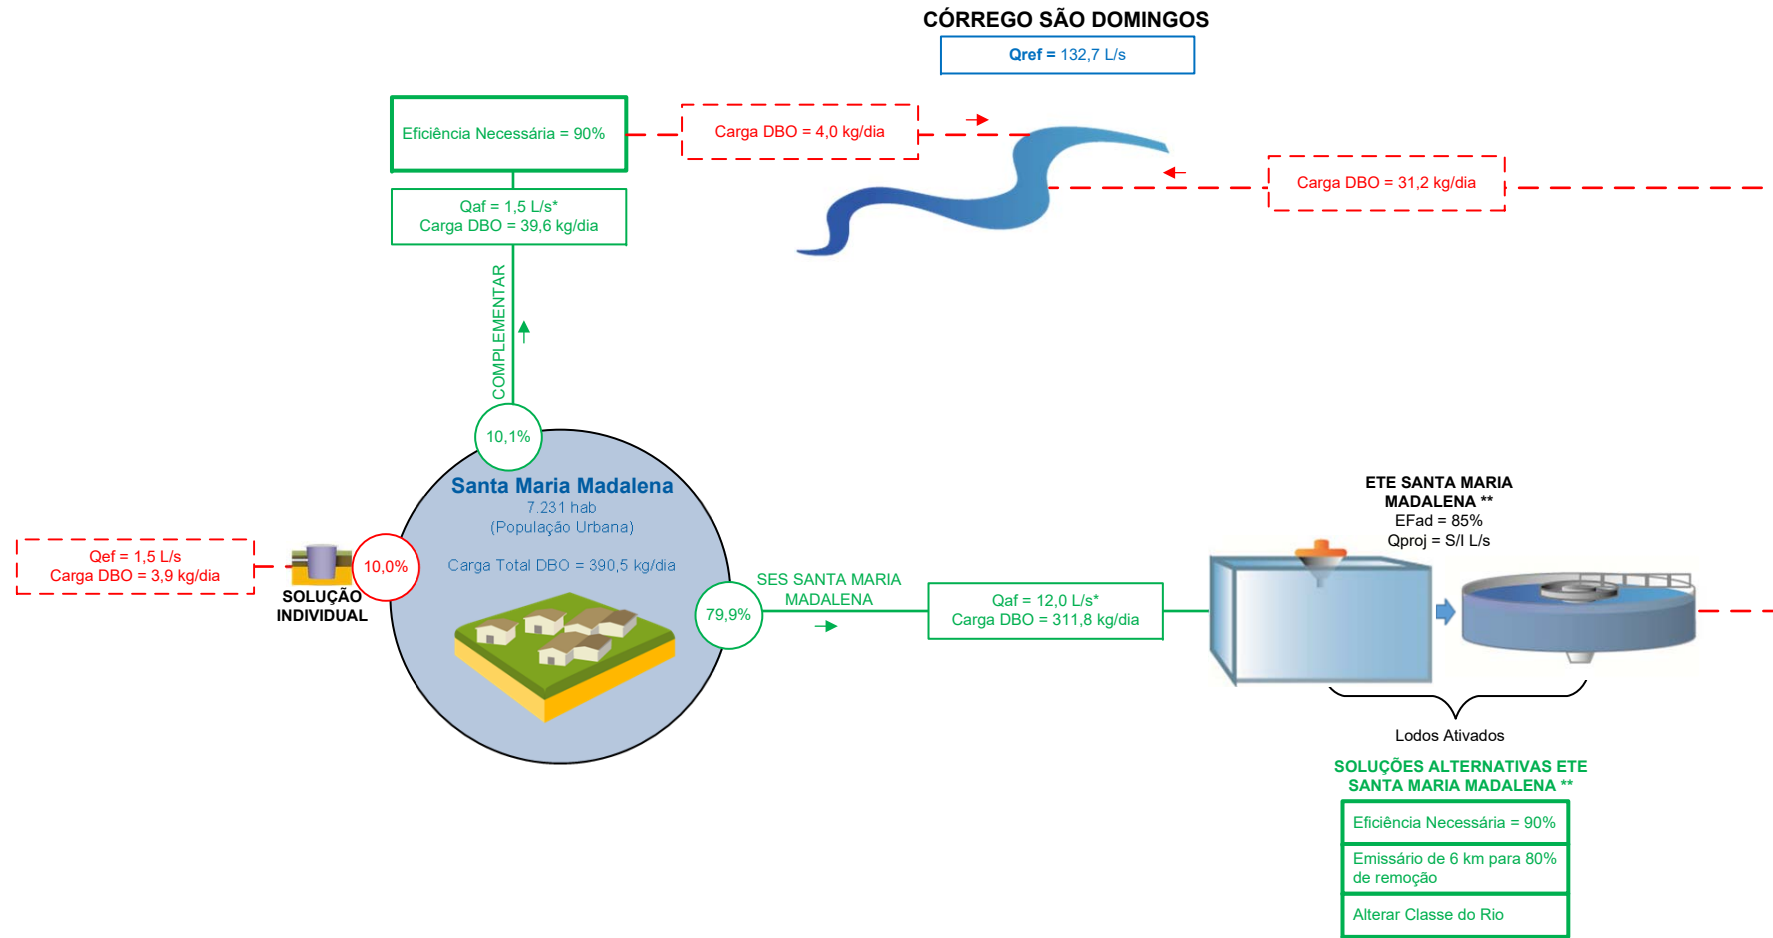 CÓRREGO SÃO DOMINGOS
Qref = 132,7 L/s
Eficiência Necessária = 90%
Carga DBO = 4,0 kg/dia
Carga DBO = 31,2 kg/dia
Qaf = 1,5 L/s*
Carga DBO = 39,6 kg/dia
COMPLEMENTAR
10,1%
Santa Maria Madalena
7.231 hab
(População Urbana)
Carga Total DBO = 390,5 kg/dia
Qef = 1,5 L/s
Carga DBO = 3,9 kg/dia
SOLUÇÃO
INDIVIDUAL
10,0%
79,9%
SES SANTA MARIA
MADALENA
Qaf = 12,0 L/s*
Carga DBO = 311,8 kg/dia
ETE SANTA MARIA
MADALENA **
EFad = 85%
Qproj = S/I L/s
Lodos Ativados
SOLUÇÕES ALTERNATIVAS ETE
SANTA MARIA MADALENA **
Eficiência Necessária = 90%
Emissário de 6 km para 80%
de remoção
Alterar Classe do Rio